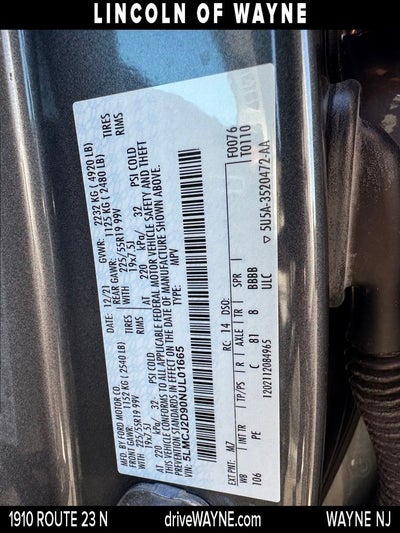 LINCOLN OF WAYNE
MFD. BY FORD MOTOR CO.
DATE: 12/21
GVWR: 2232 KG ( 4920 LB)
FRONT GAWR: 1152 KG ( 2540 LB)
REAR GAWR: 1125 KG ( 2480 LB)
WITH 225/55R19 99V TIRES
WITH 225/55R19 99V TIRES
19x7.5J RIMS
19x7.5J RIMS
AT 220 kPa/ 32 PSI COLD
AT 220 kPa/ 32 PSI COLD
THIS VEHICLE CONFORMS TO ALL APPLICABLE FEDERAL MOTOR VEHICLE SAFETY AND THEFT
PREVENTION STANDARDS IN EFFECT ON THE DATE OF MANUFACTURE SHOWN ABOVE.
VIN: 5LMCJ2D90NUL01665
TYPE: MPV
F0076
T0110
EXT PNT: M7 RC: 14 DSO:
WB INT TR TP/PS R AXLE TR SPR
106 PE C 81 8 BBBB
1202112084965 ULC
5U5A-3520472-AA
1910 ROUTE 23 N
driveWAYNE.com
WAYNE NJ